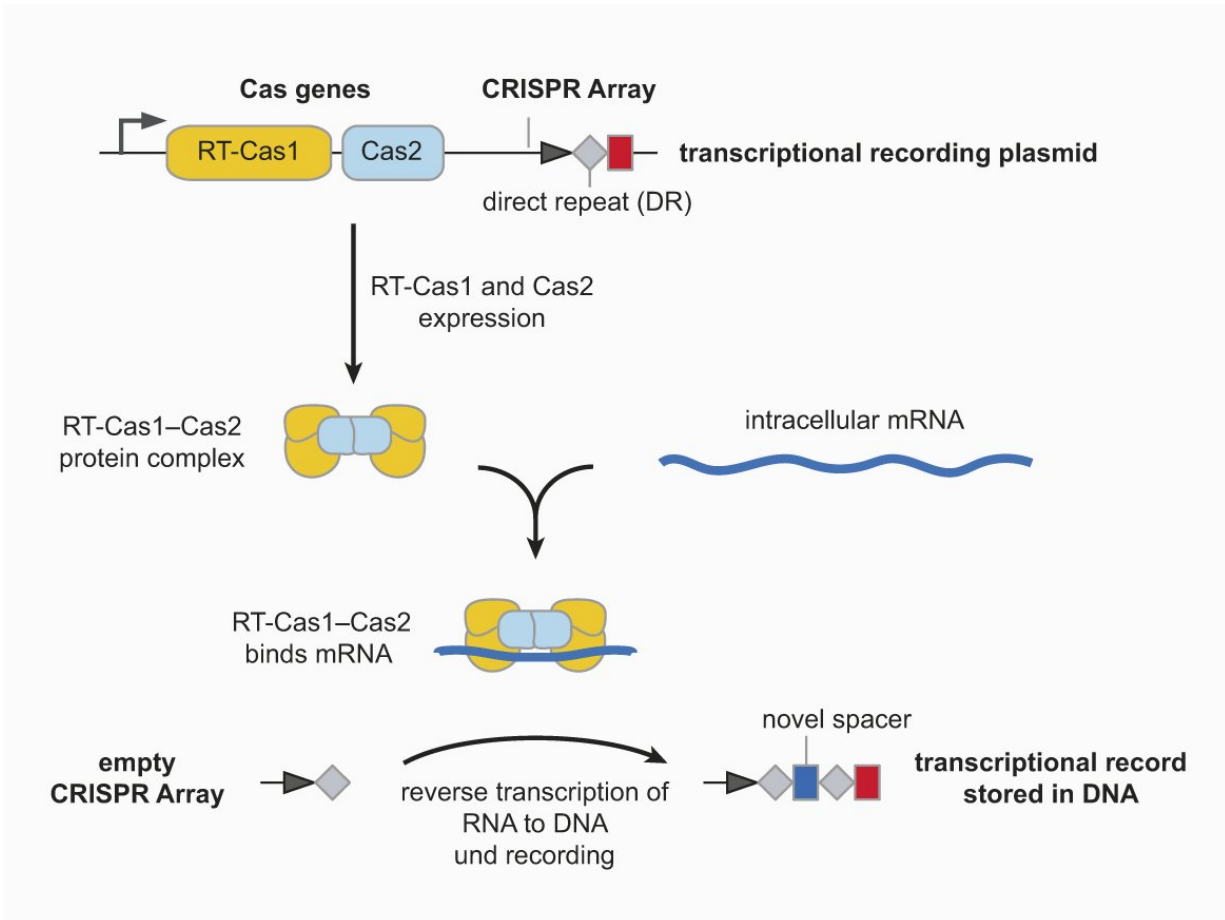 Cas genes
CRISPR Array
RT-Cas1
Cas2
transcriptional recording plasmid
direct repeat (DR)
RT-Cas1 and Cas2
expression
RT-Cas1–Cas2
protein complex
intracellular mRNA
RT-Cas1–Cas2
binds mRNA
novel spacer
empty
CRISPR Array
reverse transcription of
RNA to DNA
und recording
transcriptional record
stored in DNA